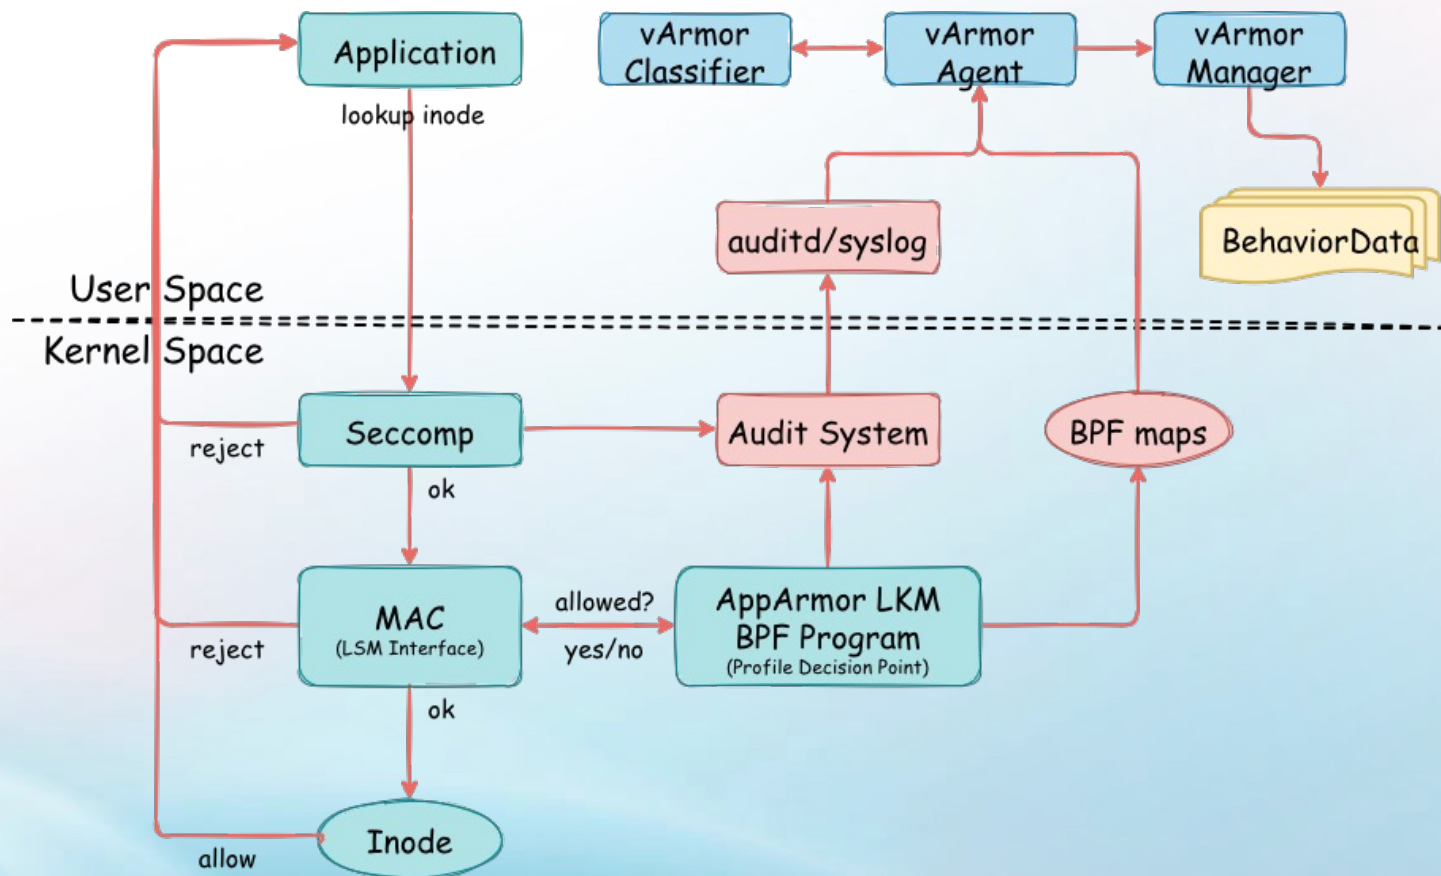 Application
vArmor
Classifier
vArmor
Agent
vArmor
Manager
lookup inode
auditd/syslog
BehaviorData
User Space
Kernel Space
Seccomp
reject
Audit System
BPF maps
ok
MAC
(LSM Interface)
reject
allowed?
yes/no
AppArmor LKM
BPF Program
(Profile Decision Point)
ok
Inode
allow